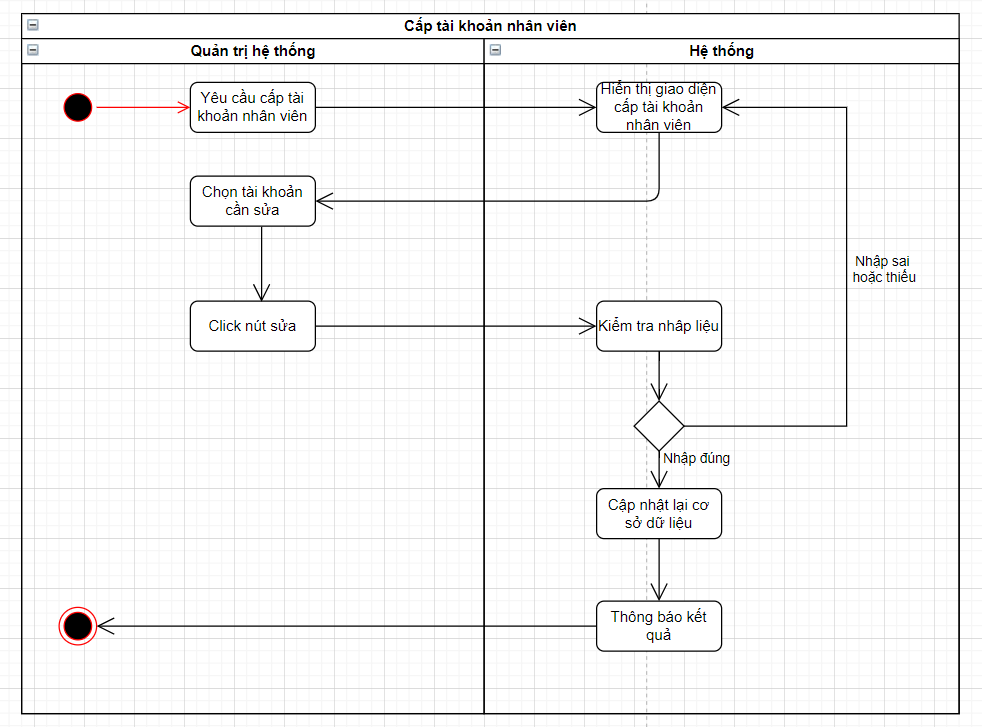 Cấp tài khoản nhân viên
Quản trị hệ thống
Hệ thống
Yêu cầu cấp tài
khoản nhân viên
Hiển thị giao diện
cấp tài khoản
nhân viên
Chọn tài khoản
cần sửa
Nhập sai
hoặc thiếu
Click nút sửa
Kiểm tra nhâp liệu
Nhập đúng
Cập nhật lại cơ
sở dữ liệu
Thông báo kết
quả